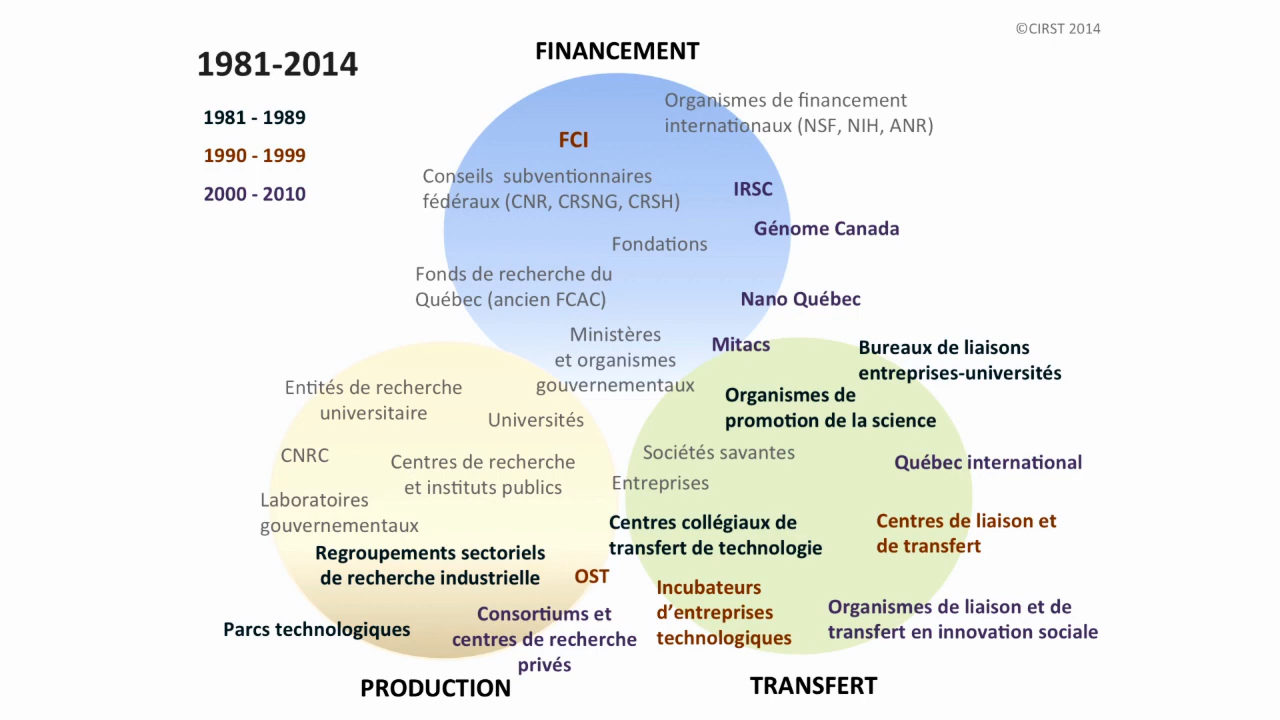 ©CIRST 2014
1981-2014
1981 - 1989
1990 - 1999
2000 - 2010
FINANCEMENT
Organismes de financement
internationaux (NSF, NIH, ANR)
FCI
Conseils subventionnaires
fédéraux (CNR, CRSNG, CRSH)
IRSC
Génome Canada
Fondations
Fonds de recherche du
Québec (ancien FCAC)
Nano Québec
Ministères
et organismes
gouvernementaux
Mitacs
Bureaux de liaisons
entreprises-universités
Entités de recherche
universitaire
Universités
Organismes de
promotion de la science
CNRC
Centres de recherche
et instituts publics
Sociétés savantes
Entreprises
Québec international
Laboratoires
gouvernementaux
Centres collégiaux de
transfert de technologie
Centres de liaison et
de transfert
Regroupements sectoriels
de recherche industrielle
OST
Incubateurs
d’entreprises
technologiques
Parcs technologiques
Consortiums et
centres de recherche
privés
Organismes de liaison et de
transfert en innovation sociale
PRODUCTION
TRANSFERT